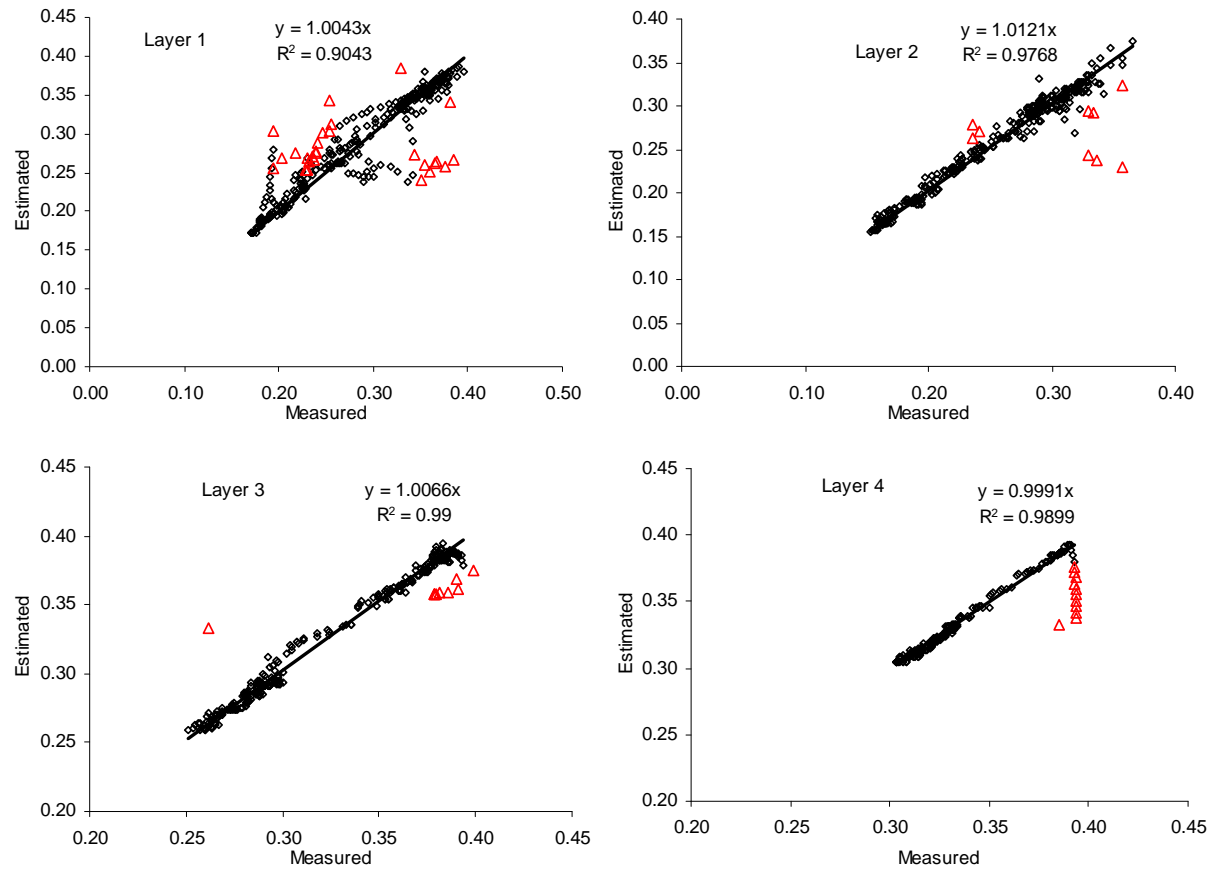 Layer 1
y = 1.0043x
R² = 0.9043
Estimated
0.45
0.40
0.35
0.30
0.25
0.20
0.15
0.10
0.05
0.00
0.00 0.20 0.30 0.40 0.50
Measured
Layer 2
y = 1.0121x
R² = 0.9768
Estimated
0.40
0.35
0.30
0.25
0.20
0.15
0.10
0.05
0.00
0.00 0.20 0.30 0.40
Measured
Layer 3
y = 1.0066x
R² = 0.99
Estimated
0.45
0.40
0.35
0.30
0.25
0.20
0.20 0.25 0.30 0.35 0.40 0.45
Measured
Layer 4
y = 0.9991x
R² = 0.9899
Estimated
0.45
0.40
0.35
0.30
0.25
0.20
0.20 0.25 0.30 0.35 0.40 0.45
Measured